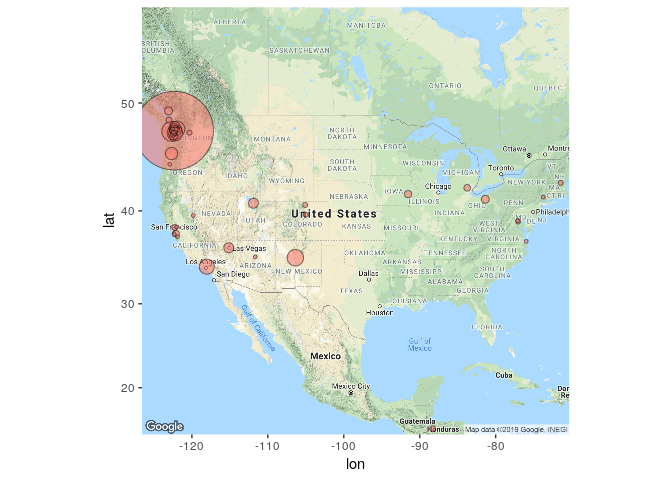 ALBERTA
MANITOBA
BRITISH
COLUMBIA
SASKATCHEWAN
ONTARIO
QUEBEC
50
NORTH
DAKOTA
MONTANA
MINNESOTA
Ottawa
Montre
SOUTH
DAKOTA
WISCONSIN
Toronto
OREGON
IDAHO
WYOMING
MICHIGAN
NEW YORK
Chicago
IOWA
NEBRASKA
ILLINOIS
OHIO
PENN
40
NEVADA
UTAH
United States
INDIANA
Philadelph
San Francisco
COLORADO
KANSAS
MISSOURI
WEST
VIRGINIA
KENTUCKY
VIRGINIA
CALIFORNIA
Las Vegas
OKLAHOMA
TENNESSEE
NORTH
CAROLINA
Los Angeles
ARIZONA
NEW MEXICO
ARKANSAS
SOUTH
CAROLINA
San Diego
Dallas
MISSISSIPPI
ALABAMA
GEORGIA
TEXAS
LOUISIANA
30
Houston
Gulf of
California
FLORIDA
Gulf of
Mexico
Mexico
Cuba
20
Mexico City
Dor
Re
Guatemala
Honduras
Google
Map data ©2019 Google, INEGI
-120
-110
-100
-90
-80
lon
lat